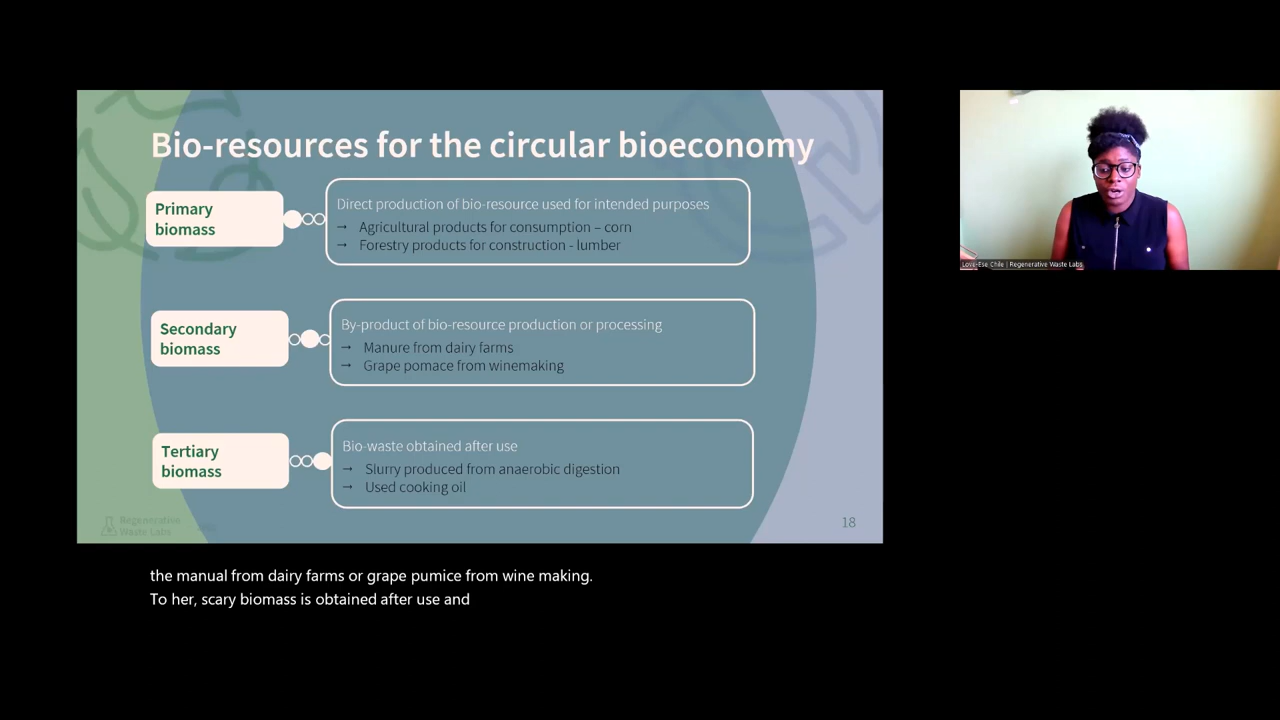 Bio-resources for the circular bioeconomy
Primary
biomass
Direct production of bio-resource used for intended purposes
→ Agricultural products for consumption – corn
→ Forestry products for construction - lumber
Secondary
biomass
By-product of bio-resource production or processing
→ Manure from dairy farms
→ Grape pomace from winemaking
Tertiary
biomass
Bio-waste obtained after use
→ Slurry produced from anaerobic digestion
→ Used cooking oil
Regenerative
Waste Labs
18
Love-Ese Chile | Regenerative Waste Labs
the manual from dairy farms or grape pumice from wine making.
To her, scary biomass is obtained after use and